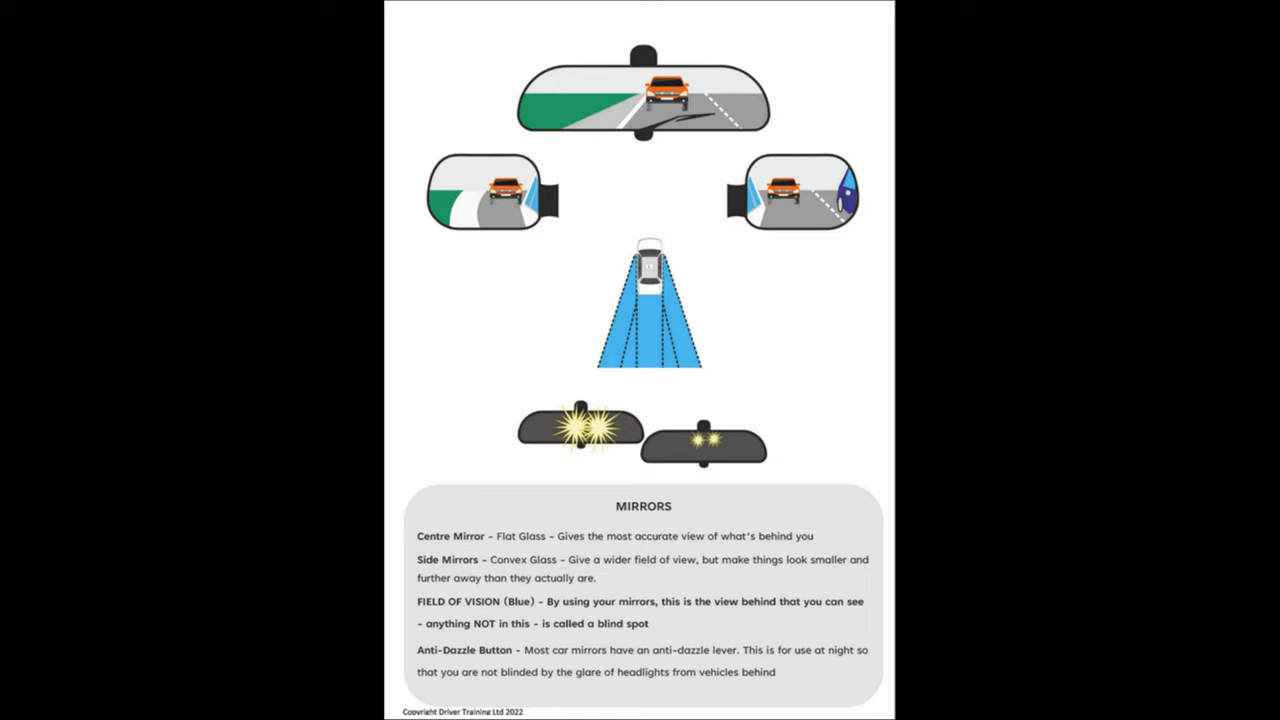 MIRRORS
Centre Mirror - Flat Glass - Gives the most accurate view of what's behind you
Side Mirrors - Convex Glass - Give a wider field of view, but make things look smaller and
further away than they actually are.
FIELD OF VISION (Blue) - By using your mirrors, this is the view behind that you can see
- anything NOT in this - is called a blind spot
Anti-Dazzle Button - Most car mirrors have an anti-dazzle lever. This is for use at night so
that you are not blinded by the glare of headlights from vehicles behind
Copyright Driver Training Ltd 2022